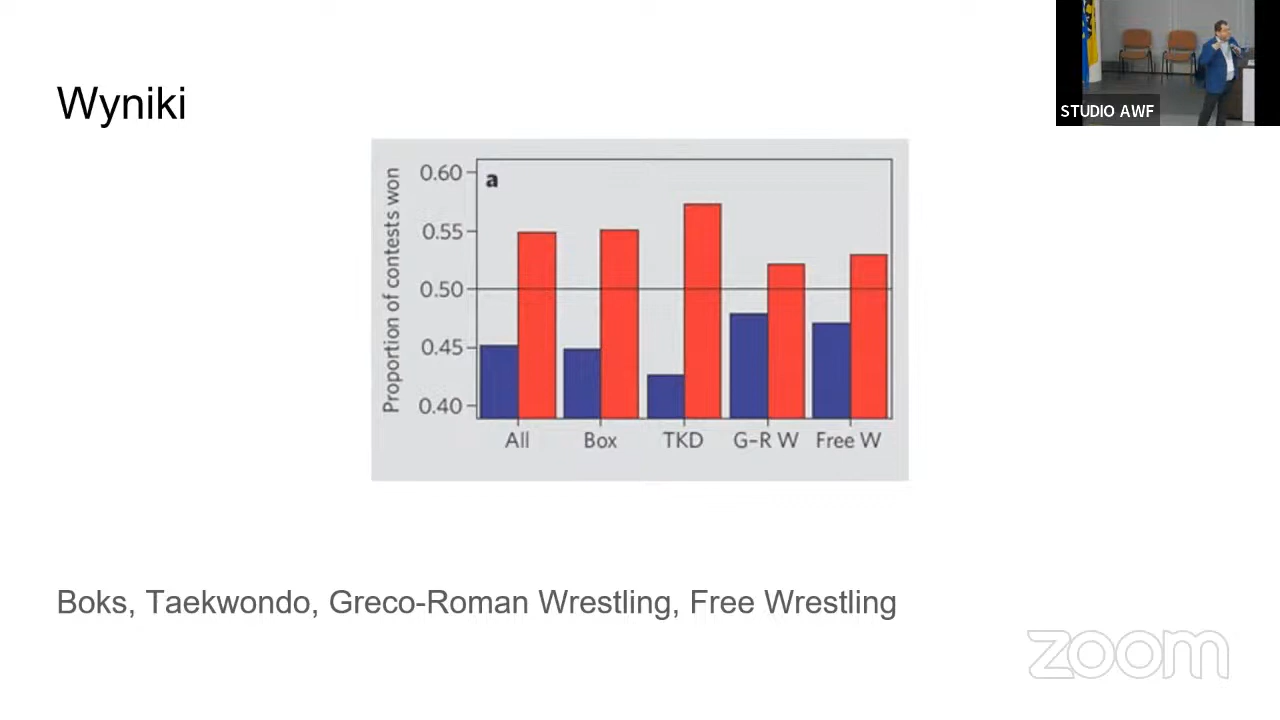 Wyniki
STUDIO AWF
a
Proportion of contests won
0.60
0.55
0.50
0.45
0.40
All Box TKD G–R W Free W
Boks, Taekwondo, Greco-Roman Wrestling, Free Wrestling
zoom